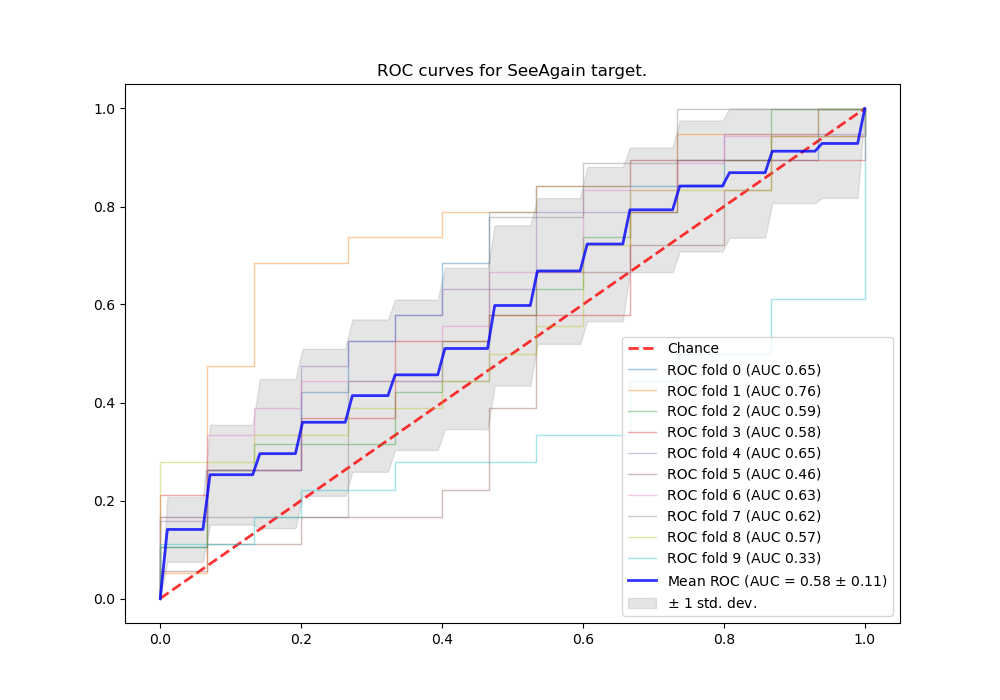 ROC curves for SeeAgain target.
1.0
0.8
0.6
0.4
0.2
0.0
0.0 0.2 0.4 0.6 0.8 1.0
Chance
ROC fold 0 (AUC 0.65)
ROC fold 1 (AUC 0.76)
ROC fold 2 (AUC 0.59)
ROC fold 3 (AUC 0.58)
ROC fold 4 (AUC 0.65)
ROC fold 5 (AUC 0.46)
ROC fold 6 (AUC 0.63)
ROC fold 7 (AUC 0.62)
ROC fold 8 (AUC 0.57)
ROC fold 9 (AUC 0.33)
Mean ROC (AUC = 0.58 ± 0.11)
± 1 std. dev.